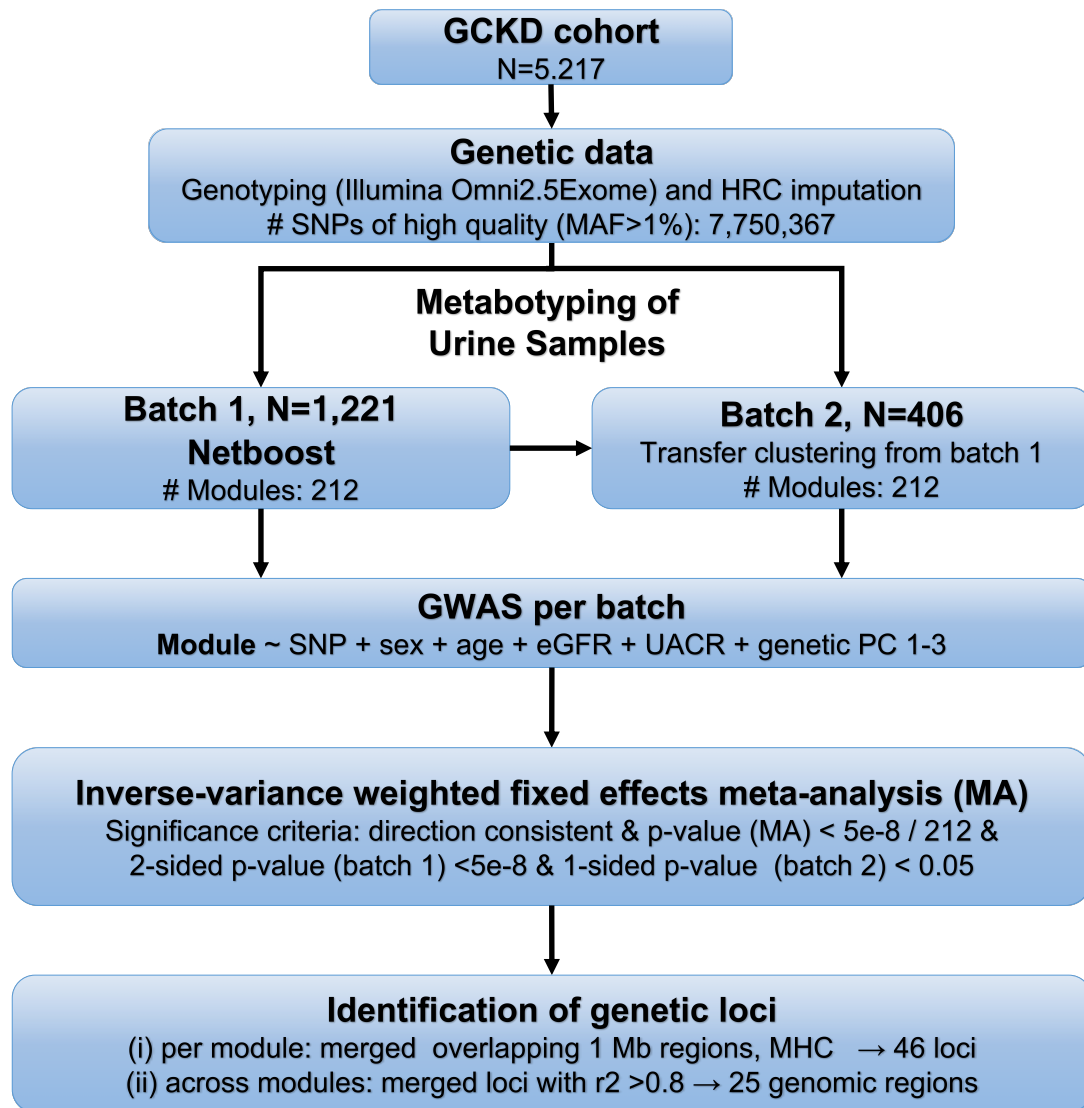 GCKD cohort
N=5.217
Genetic data
Genotyping (Illumina Omni2.5Exome) and HRC imputation
# SNPs of high quality (MAF>1%): 7,750,367
Metabotyping of
Urine Samples
Batch 1, N=1,221
Netboost
# Modules: 212
Batch 2, N=406
Transfer clustering from batch 1
# Modules: 212
GWAS per batch
Module ~ SNP + sex + age + eGFR + UACR + genetic PC 1-3
Inverse-variance weighted fixed effects meta-analysis (MA)
Significance criteria: direction consistent & p-value (MA) < 5e-8 / 212 &
2-sided p-value (batch 1) <5e-8 & 1-sided p-value (batch 2) < 0.05
Identification of genetic loci
(i) per module: merged overlapping 1 Mb regions, MHC → 46 loci
(ii) across modules: merged loci with r2 >0.8 → 25 genomic regions